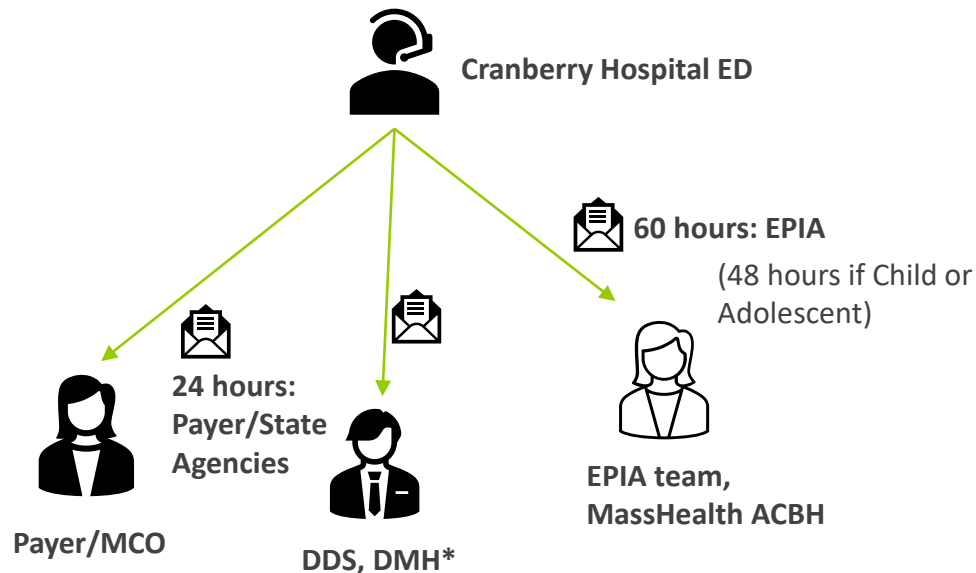 Cranberry Hospital ED
60 hours: EPIA
(48 hours if Child or
Adolescent)
24 hours:
Payer/State
Agencies
Payer/MCO
DDS, DMH*
EPIA team,
MassHealth ACBH